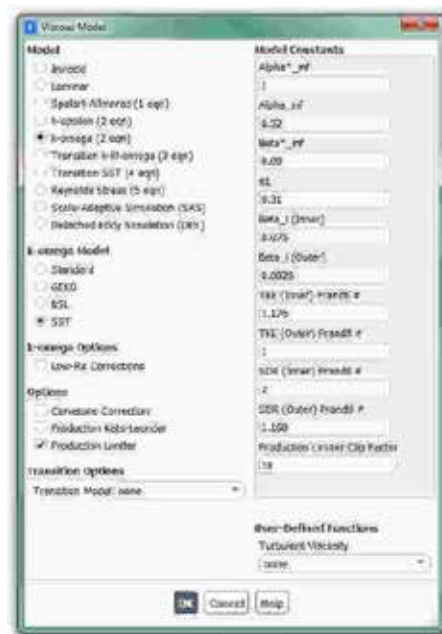 Viscous Model
Model
Inviscid
Laminar
Spalart-Allmaras (1 eqn)
k-epsilon (2 eqn)
k-omega (2 eqn)
Transition k-kl-omega (3 eqn)
Transition SST (4 eqn)
Reynolds Stress (5 eqn)
Scale-Adaptive Simulation (SAS)
Detached Eddy Simulation (DES)
k-omega Model
Standard
GEKO
BSL
SST
k-omega Options
Low-Re Corrections
Options
Curvature Correction
Production Kato-Launder
Production Limiter
Transition Options
Transition Model: none
Model Constants
Alpha*_inf
1
Alpha_inf
0.52
Beta*_inf
0.09
a1
0.31
Beta_i (Inner)
0.075
Beta_i (Outer)
0.0828
TKE (Inner) Prandtl #
1.176
TKE (Outer) Prandtl #
1
SDR (Inner) Prandtl #
2
SDR (Outer) Prandtl #
1.168
Production Limiter Clip Factor
10
User-Defined Functions
Turbulent Viscosity
none
OK Cancel Help